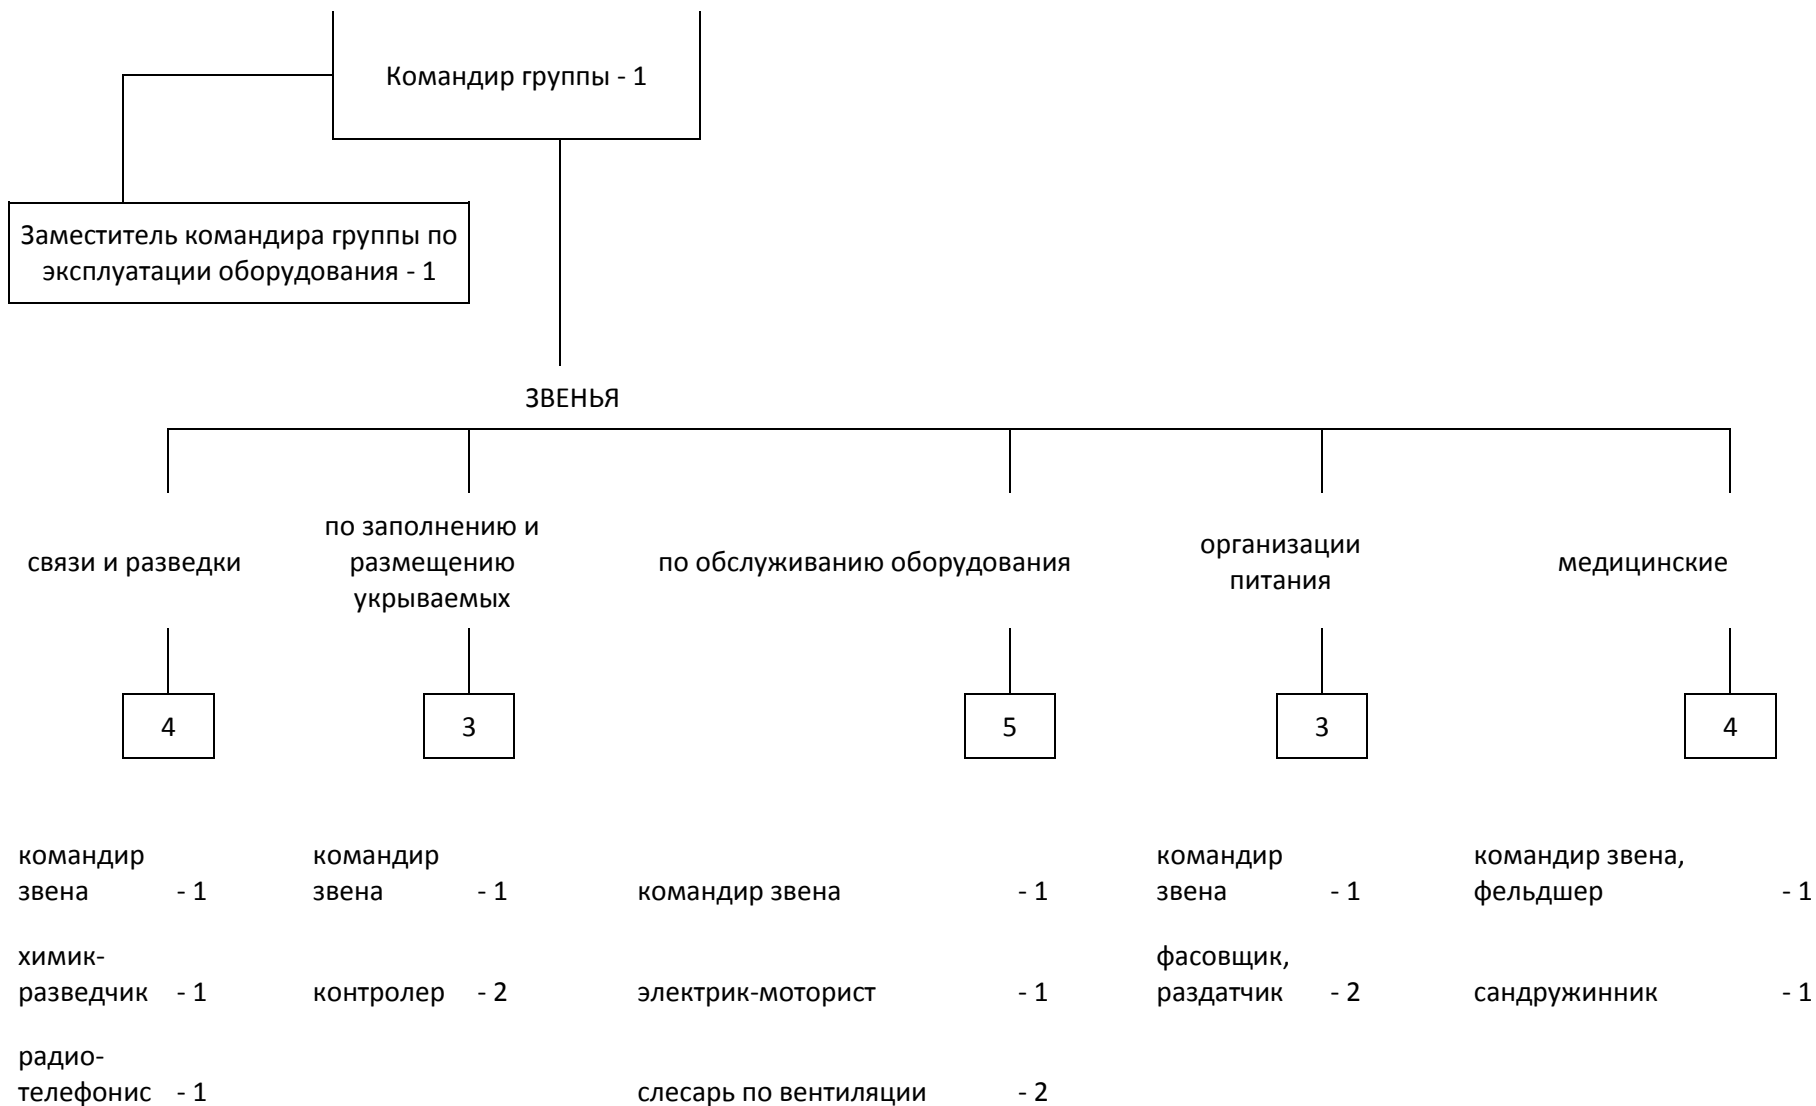 Командир группы - 1
Заместитель командира группы по
эксплуатации оборудования - 1
ЗВЕНЬЯ
связи и разведки
по заполнению и
размещению
укрываемых
по обслуживанию оборудования
организации
питания
медицинские
4 3 5 3 4
командир
звена - 1
командир
звена - 1
командир звена - 1
командир
звена - 1
командир звена,
фельдшер - 1
химик-
разведчик - 1
контролер - 2
электрик-моторист - 1
фасовщик,
раздатчик - 2
сандружинник - 1
радио-
телефонис - 1
слесарь по вентиляции - 2